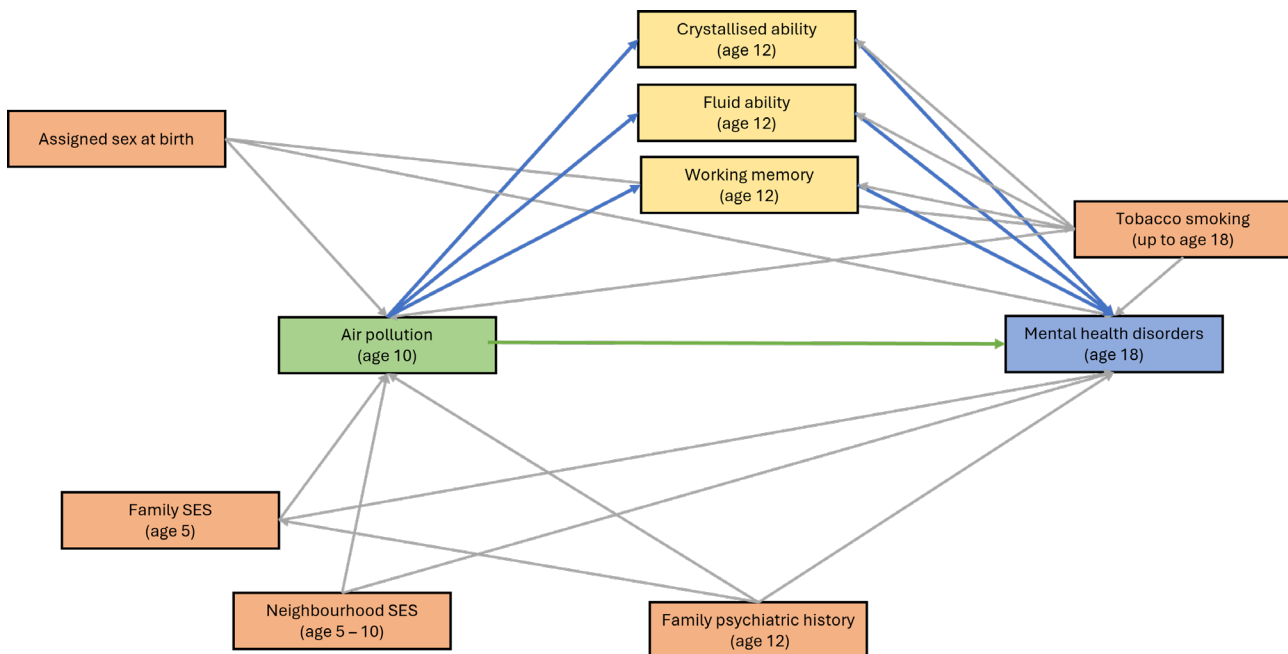 Crystallised ability
(age 12)
Fluid ability
(age 12)
Assigned sex at birth
Working memory
(age 12)
Tobacco smoking
(up to age 18)
Air pollution
(age 10)
Mental health disorders
(age 18)
Family SES
(age 5)
Neighbourhood SES
(age 5 – 10)
Family psychiatric history
(age 12)